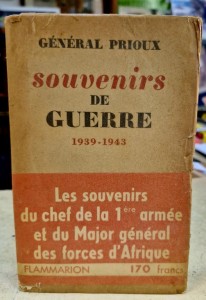 GÉNÉRAL PRIOUX
souvenirs
DE
GUERRE
1939-1943
Les souvenirs
du chef de la 1ère armée
et du Major général
des forces d'Afrique
FLAMMARION 170 francs